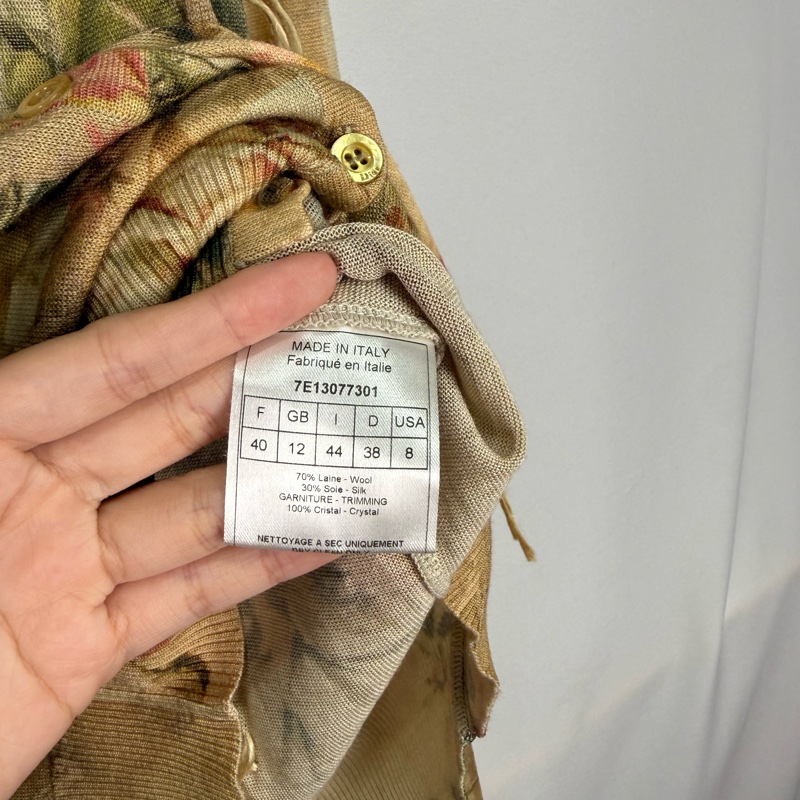 MADE IN ITALY
Fabriqué en Italie
7E13077301
F GB I D USA
40 12 44 38 8
70% Laine - Wool
30% Soie - Silk
GARNITURE - TRIMMING
100% Cristal - Crystal
NETTOYAGE A SEC UNIQUEMENT